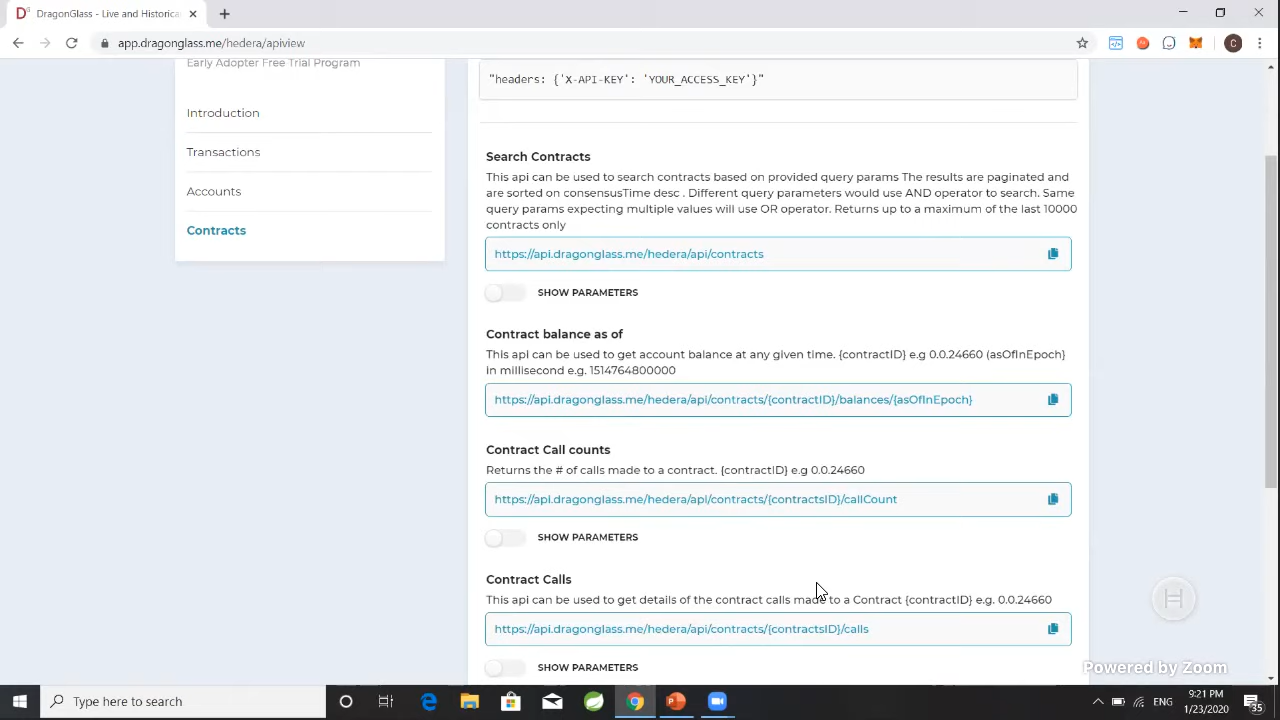 DragonGlass - Live and Historica
app.dragonglass.me/hedera/apiview
C
Early Adopter Free Trial Program
Introduction
Transactions
Accounts
Contracts
"headers: {'X-API-KEY': 'YOUR_ACCESS_KEY'}"
Search Contracts
This api can be used to search contracts based on provided query params The results are paginated and
are sorted on consensusTime desc . Different query parameters would use AND operator to search. Same
query params expecting multiple values will use OR operator. Returns up to a maximum of the last 10000
contracts only
https://api.dragonglass.me/hedera/api/contracts
SHOW PARAMETERS
Contract balance as of
This api can be used to get account balance at any given time. {contractID} e.g 0.0.24660 (asOfInEpoch}
in millisecond e.g. 1514764800000
https://api.dragonglass.me/hedera/api/contracts/{contractID}/balances/{asOfInEpoch}
Contract Call counts
Returns the # of calls made to a contract. {contractID} e.g 0.0.24660
https://api.dragonglass.me/hedera/api/contracts/{contractsID}/callCount
SHOW PARAMETERS
Contract Calls
This api can be used to get details of the contract calls made to a Contract {contractID} e.g. 0.0.24660
https://api.dragonglass.me/hedera/api/contracts/{contractsID}/calls
SHOW PARAMETERS
H
Powered by Zoom
Type here to search
ENG
9:21 PM
1/23/2020
35